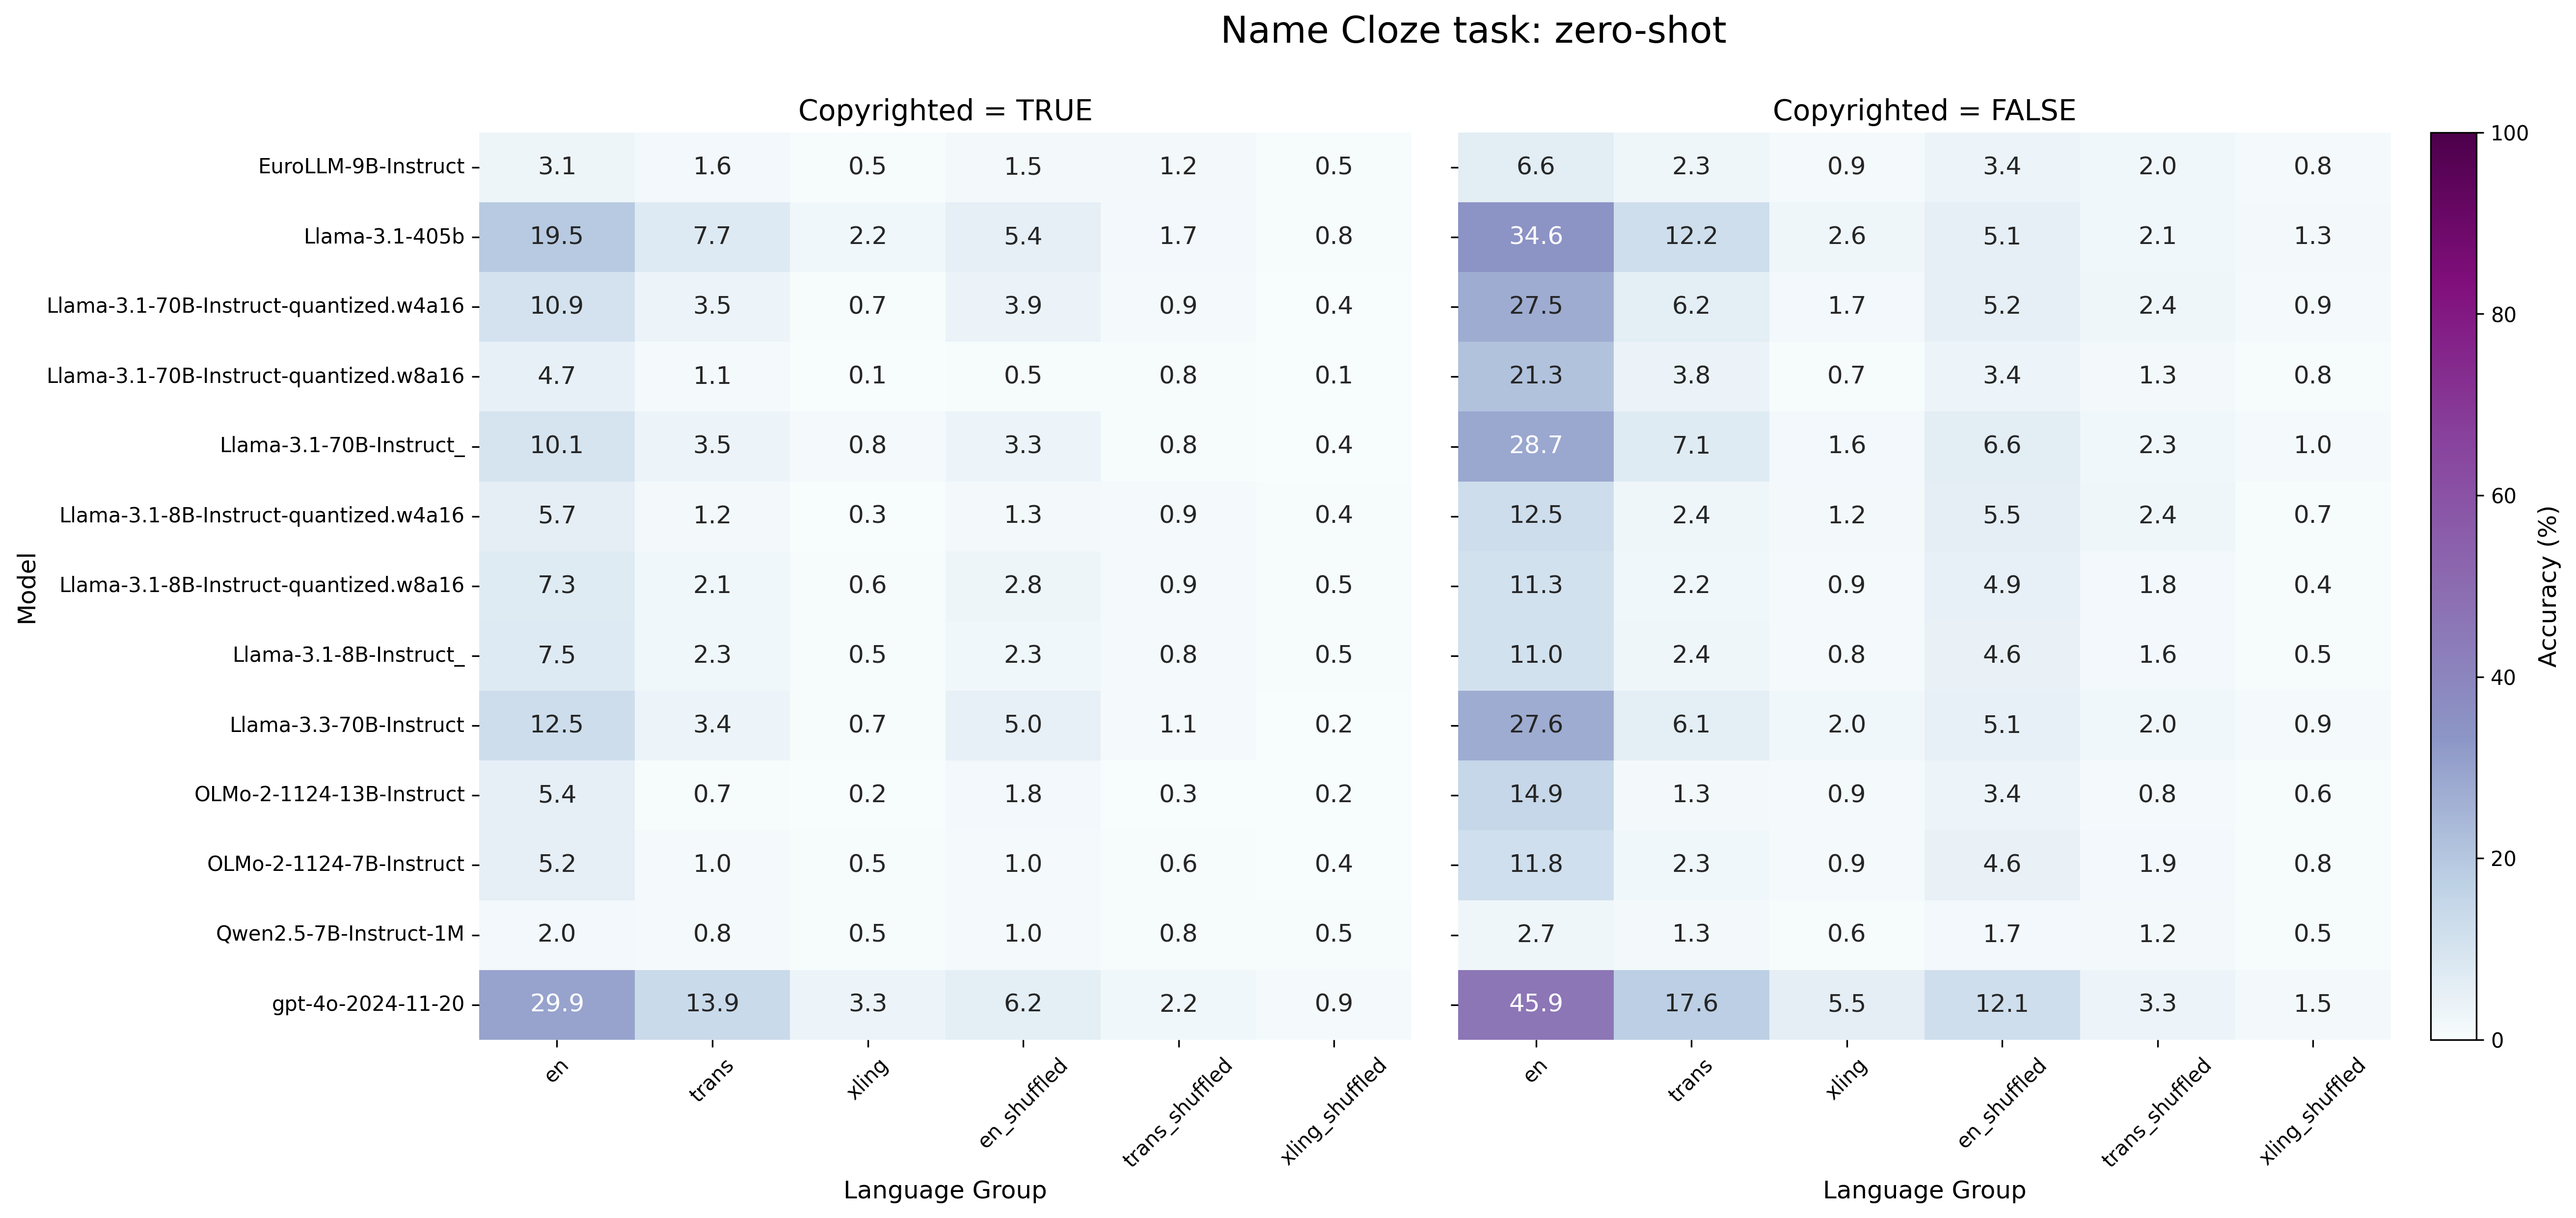 Name Cloze task: zero-shot
Copyrighted = TRUE
Copyrighted = FALSE
Model
EuroLLM-9B-Instruct 3.1 1.6 0.5 1.5 1.2 0.5 6.6 2.3 0.9 3.4 2.0 0.8
Llama-3.1-405b 19.5 7.7 2.2 5.4 1.7 0.8 34.6 12.2 2.6 5.1 2.1 1.3
Llama-3.1-70B-Instruct-quantized.w4a16 10.9 3.5 0.7 3.9 0.9 0.4 27.5 6.2 1.7 5.2 2.4 0.9
Llama-3.1-70B-Instruct-quantized.w8a16 4.7 1.1 0.1 0.5 0.8 0.1 21.3 3.8 0.7 3.4 1.3 0.8
Llama-3.1-70B-Instruct_ 10.1 3.5 0.8 3.3 0.8 0.4 28.7 7.1 1.6 6.6 2.3 1.0
Llama-3.1-8B-Instruct-quantized.w4a16 5.7 1.2 0.3 1.3 0.9 0.4 12.5 2.4 1.2 5.5 2.4 0.7
Llama-3.1-8B-Instruct-quantized.w8a16 7.3 2.1 0.6 2.8 0.9 0.5 11.3 2.2 0.9 4.9 1.8 0.4
Llama-3.1-8B-Instruct_ 7.5 2.3 0.5 2.3 0.8 0.5 11.0 2.4 0.8 4.6 1.6 0.5
Llama-3.3-70B-Instruct 12.5 3.4 0.7 5.0 1.1 0.2 27.6 6.1 2.0 5.1 2.0 0.9
OLMo-2-1124-13B-Instruct 5.4 0.7 0.2 1.8 0.3 0.2 14.9 1.3 0.9 3.4 0.8 0.6
OLMo-2-1124-7B-Instruct 5.2 1.0 0.5 1.0 0.6 0.4 11.8 2.3 0.9 4.6 1.9 0.8
Qwen2.5-7B-Instruct-1M 2.0 0.8 0.5 1.0 0.8 0.5 2.7 1.3 0.6 1.7 1.2 0.5
gpt-4o-2024-11-20 29.9 13.9 3.3 6.2 2.2 0.9 45.9 17.6 5.5 12.1 3.3 1.5
en trans xling en_shuffled trans_shuffled xling_shuffled
en trans xling en_shuffled trans_shuffled xling_shuffled
Language Group
Language Group
100
80
60
40
20
0
Accuracy (%)